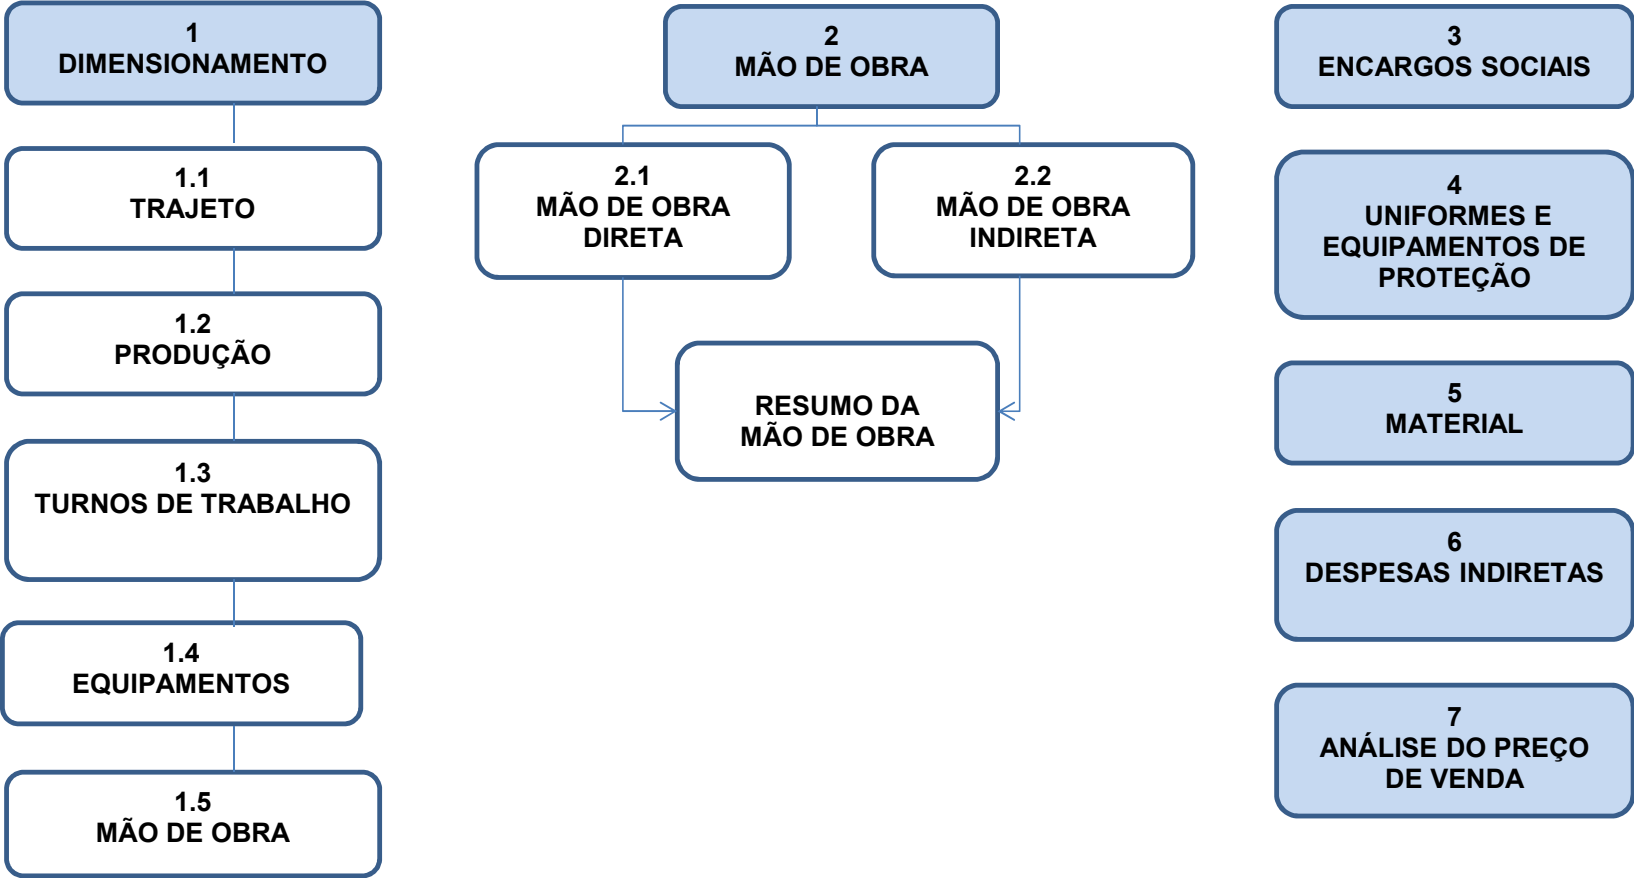 1
DIMENSIONAMENTO
1.1
TRAJETO
1.2
PRODUÇÃO
1.3
TURNOS DE TRABALHO
1.4
EQUIPAMENTOS
1.5
MÃO DE OBRA
2
MÃO DE OBRA
2.1
MÃO DE OBRA
DIRETA
2.2
MÃO DE OBRA
INDIRETA
RESUMO DA
MÃO DE OBRA
3
ENCARGOS SOCIAIS
4
UNIFORMES E
EQUIPAMENTOS DE
PROTEÇÃO
5
MATERIAL
6
DESPESAS INDIRETAS
7
ANÁLISE DO PREÇO
DE VENDA